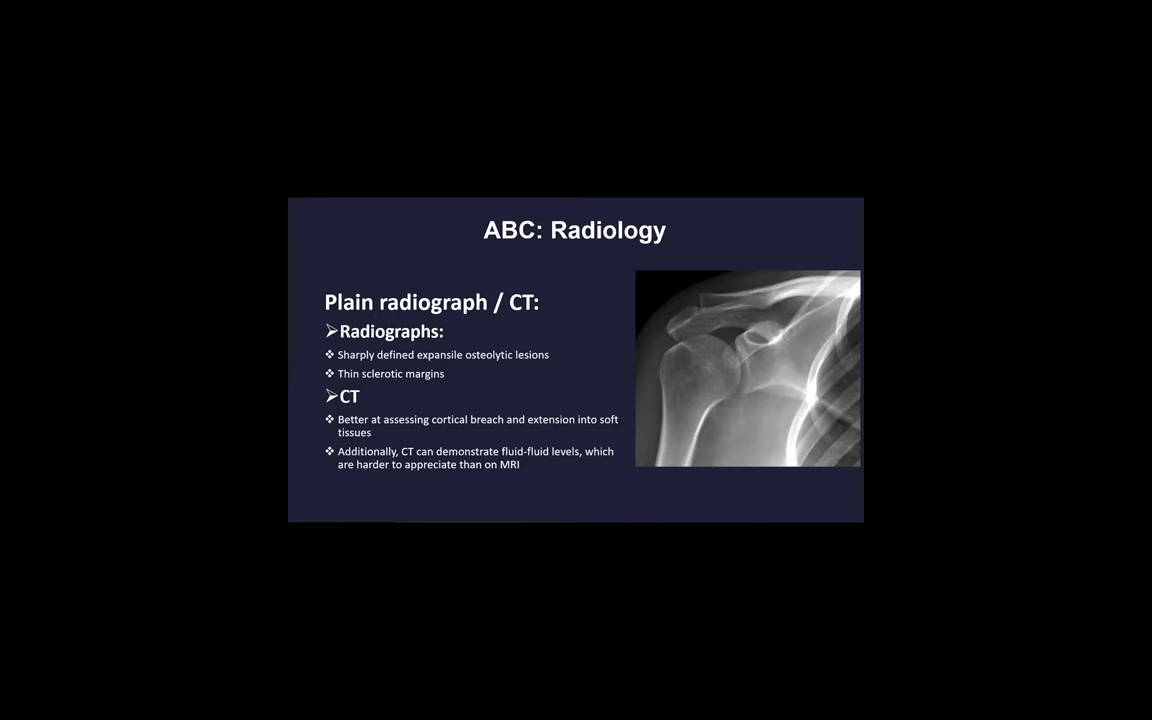 ABC: Radiology
Plain radiograph / CT:
➢Radiographs:
❖ Sharply defined expansile osteolytic lesions
❖ Thin sclerotic margins
➢CT
❖ Better at assessing cortical breach and extension into soft
tissues
❖ Additionally, CT can demonstrate fluid-fluid levels, which
are harder to appreciate than on MRI